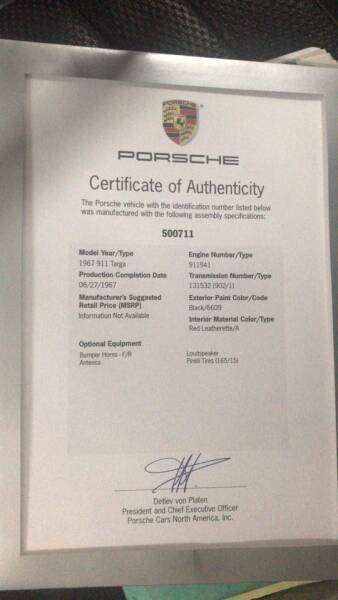 PORSCHE
PORSCHE
Certificate of Authenticity
The Porsche vehicle with the identification number listed below
was manufactured with the following assembly specifications:
500711
Model Year/Type
1967 911 Targa
Production Completion Date
06/27/1967
Manufacturer's Suggested
Retail Price (MSRP)
Information Not Available
Engine Number/Type
911941
Transmission Number/Type
131532 (902/1)
Exterior Paint Color/Code
Black/6609
Interior Material Color/Type
Red Leatherette/A
Optional Equipment
Bumper Horns - F/R
Antenna
Loudspeaker
Pirelli Tires (165/15)
Detlev von Platen
President and Chief Executive Officer
Porsche Cars North America, Inc.